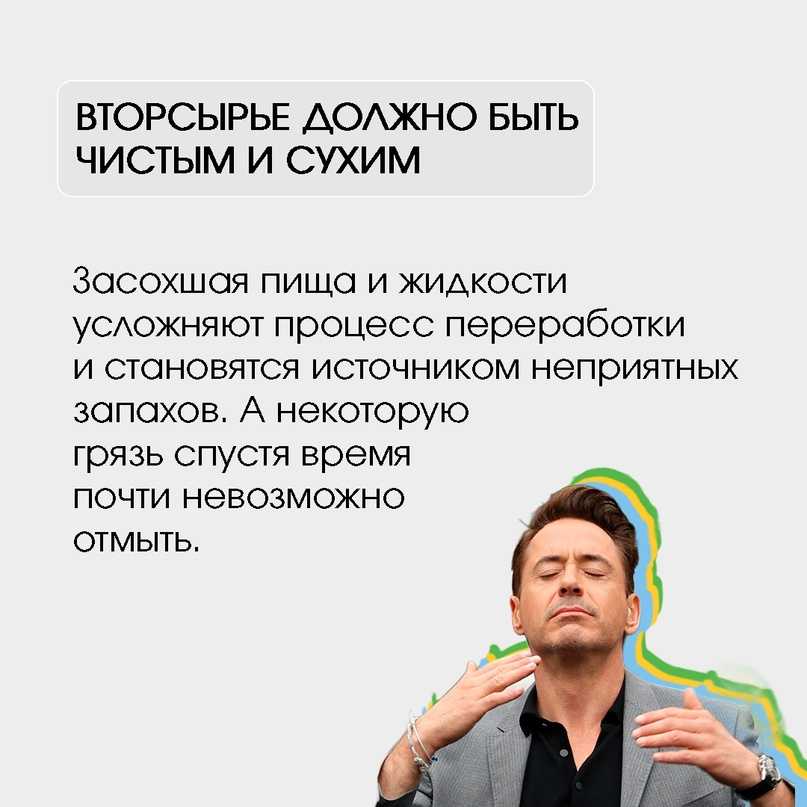 ВТОРСЫРЬЕ ДОЛЖНО БЫТЬ
ЧИСТЫМ И СУХИМ
Засохшая пища и жидкости
усложняют процесс переработки
и становятся источником неприятных
запахов. А некоторую
грязь спустя время
почти невозможно
отмыть.